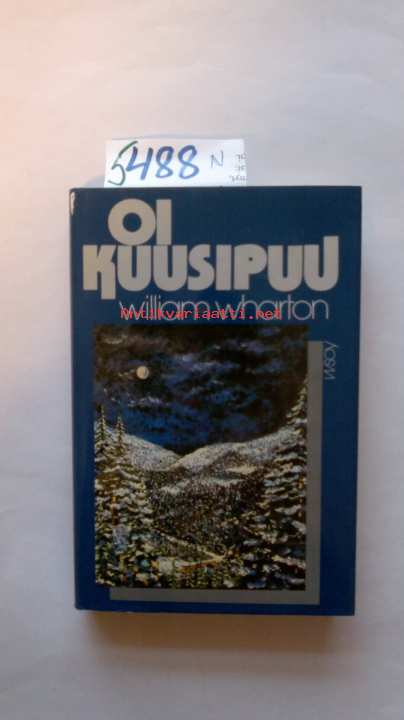 5488 N
OI
KUUSIPUU
william wharton
Antikvariaatti.net
wsoy